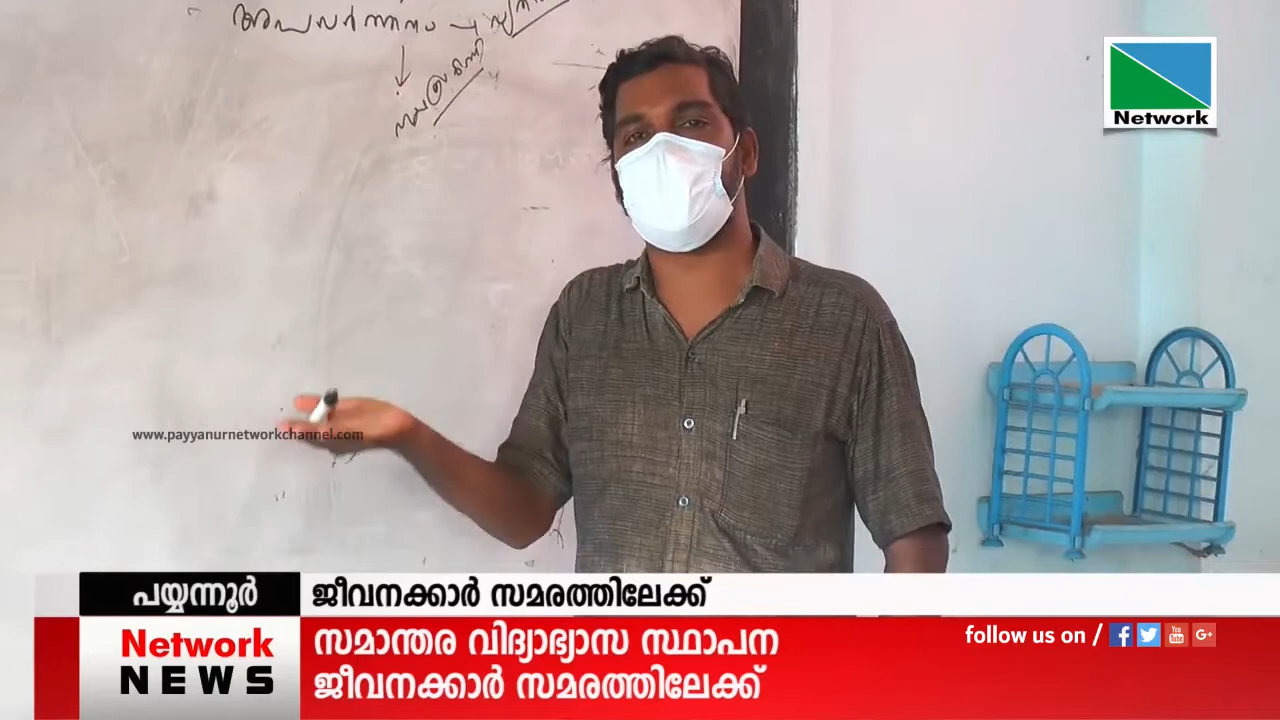 Network
www.payyanurnetworkchannel.com
പയ്യന്നൂർ
ജീവനക്കാർ സമരത്തിലേക്ക്
Network
NEWS
സമാന്തര വിദ്യാഭ്യാസ സ്ഥാപന
ജീവനക്കാർ സമരത്തിലേക്ക്
follow us on /